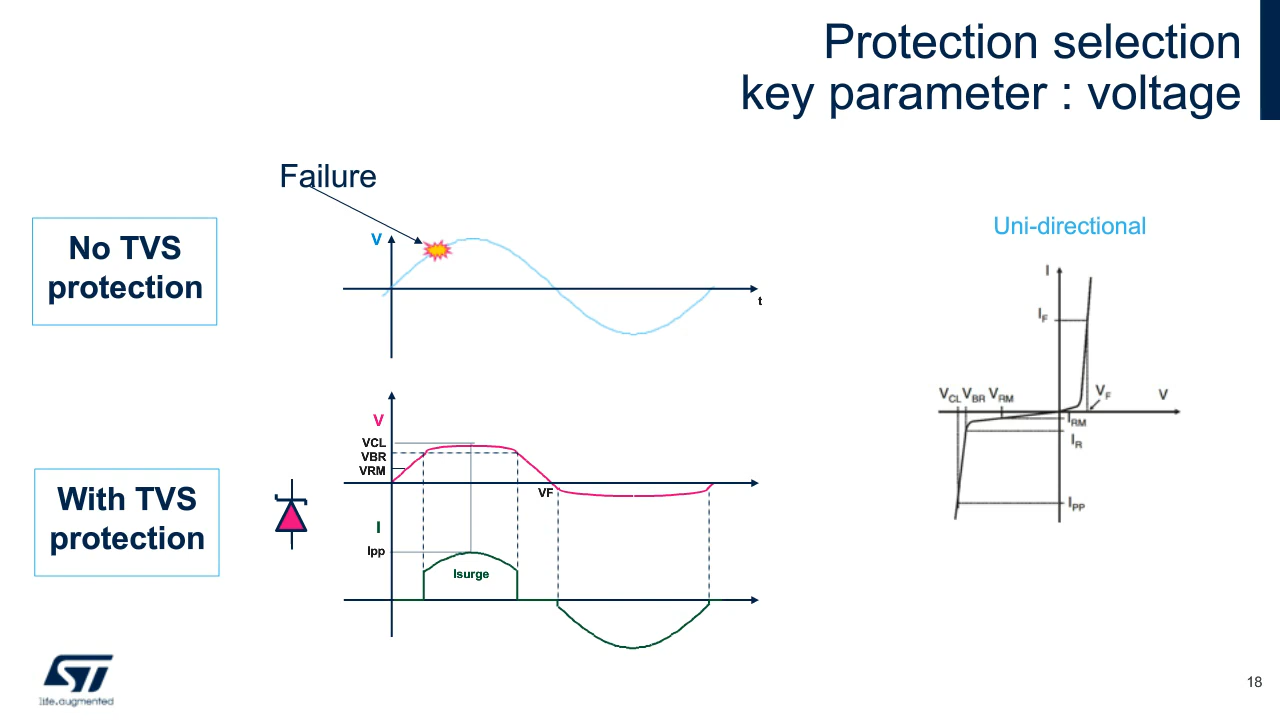 Protection selection
key parameter : voltage
Failure
No TVS
protection
V
t
Uni-directional
I
IF
VCL VBR VRM
VF
V
IRM
IR
IPP
V
VCL
VBR
VRM
VF
With TVS
protection
I
Ipp
Isurge
ST
life.augmented
18